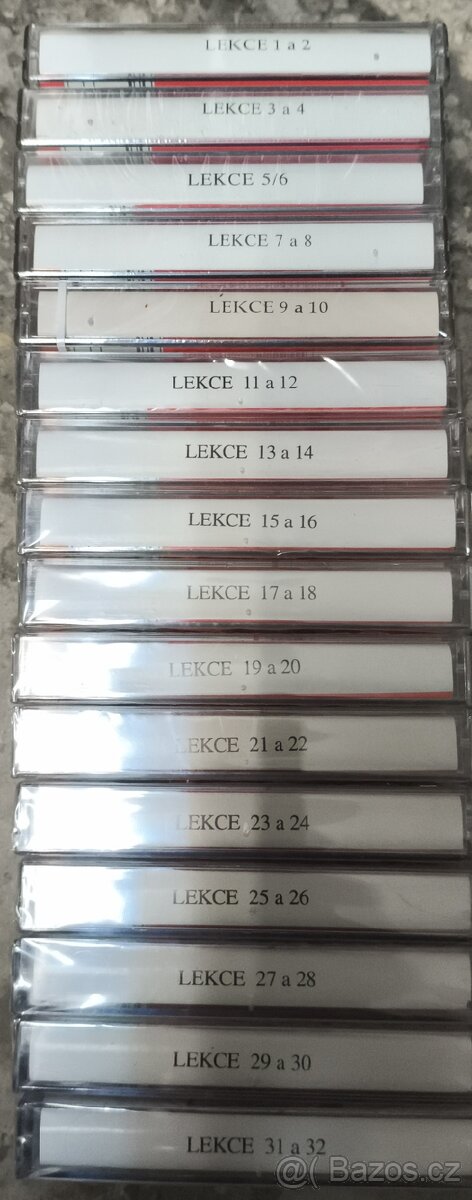 LEKCE 1 a 2
LEKCE 3 a 4
LEKCE 5/6
LEKCE 7 a 8
LEKCE 9 a 10
LEKCE 11 a 12
LEKCE 13 a 14
LEKCE 15 a 16
LEKCE 17 a 18
LEKCE 19 a 20
LEKCE 21 a 22
LEKCE 23 a 24
LEKCE 25 a 26
LEKCE 27 a 28
LEKCE 29 a 30
LEKCE 31 a 32
@( Bazos.cz